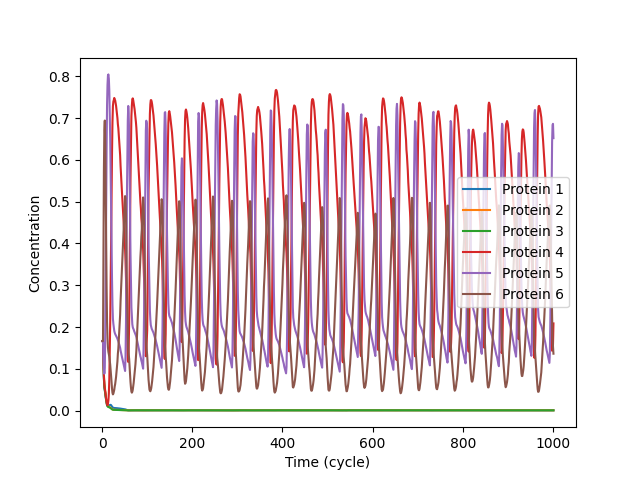 0.8
0.7
0.6
0.5
0.4
0.3
0.2
0.1
0.0
Concentration
0 200 400 600 800 1000
Time (cycle)
Protein 1
Protein 2
Protein 3
Protein 4
Protein 5
Protein 6